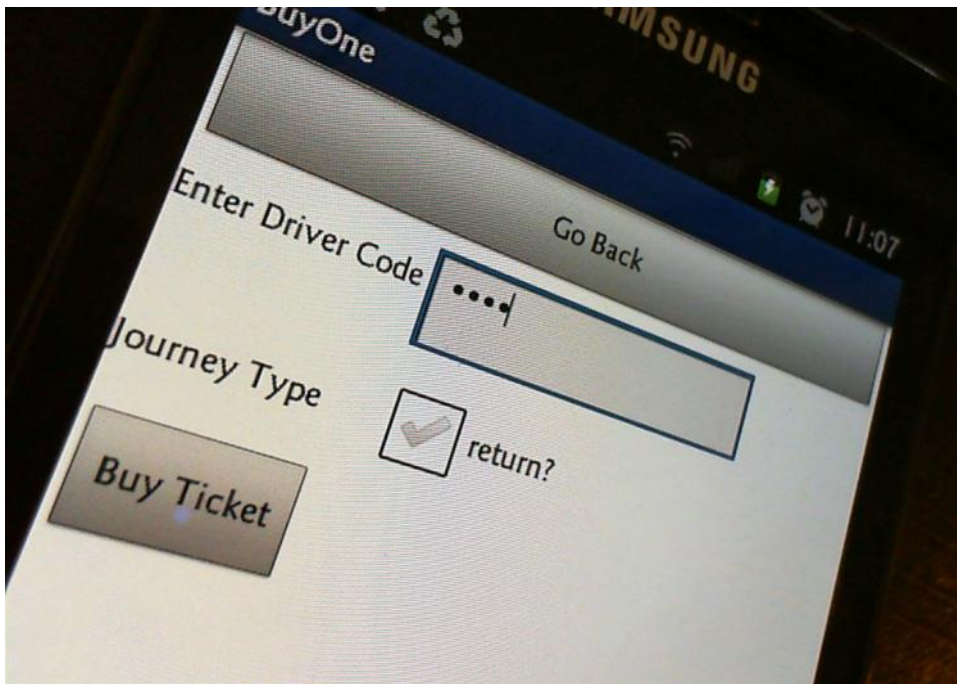 SAMSUNG
11:07
BuyOne
Go Back
Enter Driver Code ••••
Journey Type
return?
Buy Ticket